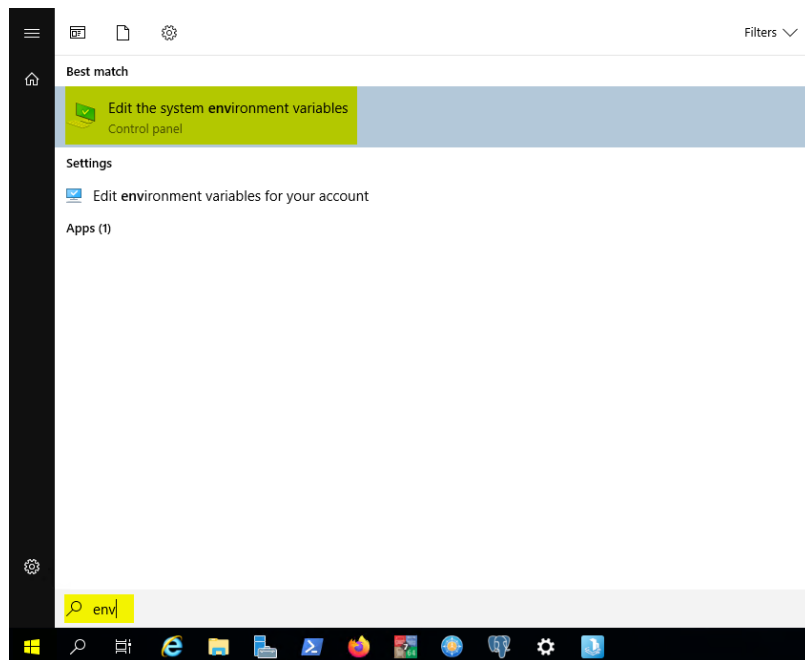 Filters
Best match
Edit the system environment variables
Control panel
Settings
Edit environment variables for your account
Apps (1)
env